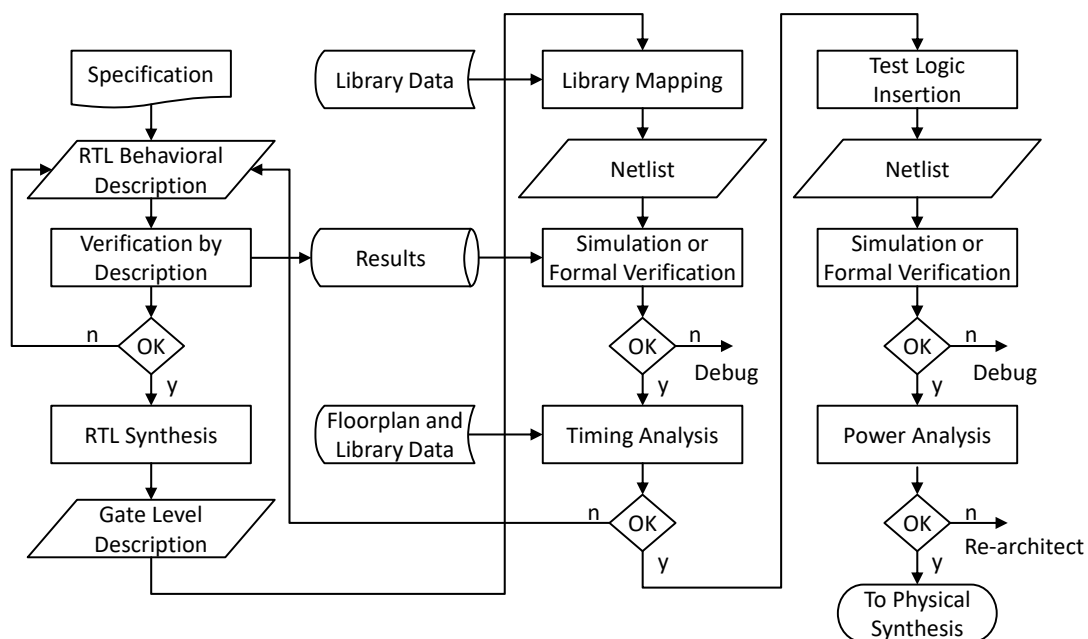 Specification
RTL Behavioral
Description
Verification by
Description
n
OK
y
RTL Synthesis
Gate Level
Description
Library Data
Results
Floorplan and
Library Data
Library Mapping
Netlist
Simulation or
Formal Verification
OK
n
Debug
y
Timing Analysis
n
OK
y
Test Logic
Insertion
Netlist
Simulation or
Formal Verification
OK
n
Debug
y
Power Analysis
OK
n
Re-architect
y
To Physical
Synthesis